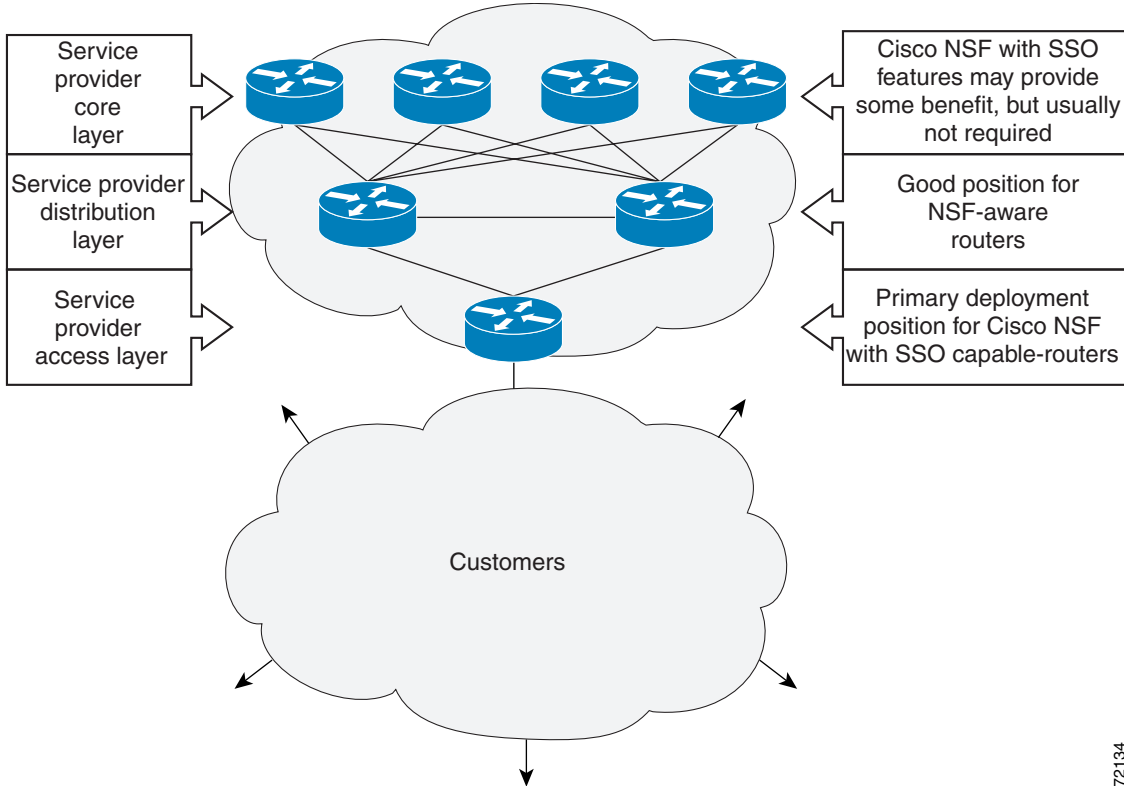 Service
provider
core
layer
Cisco NSF with SSO
features may provide
some benefit, but usually
not required
Service provider
distribution
layer
Good position for
NSF-aware
routers
Service
provider
access layer
Primary deployment
position for Cisco NSF
with SSO capable-routers
Customers
72134